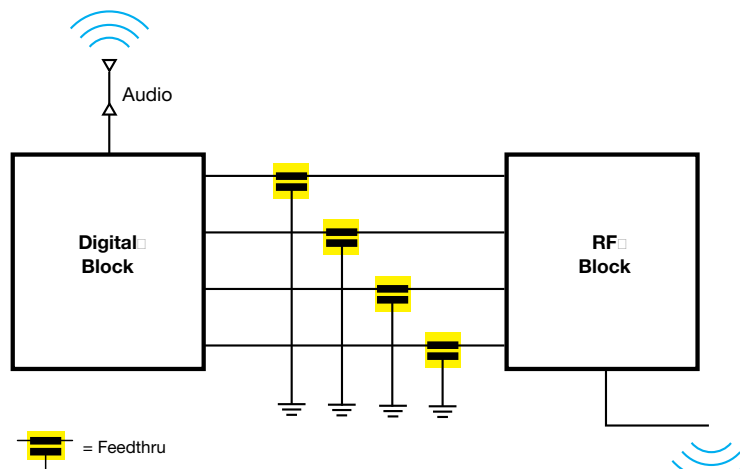 Audio
Digital
Block
RF
Block
= Feedthru